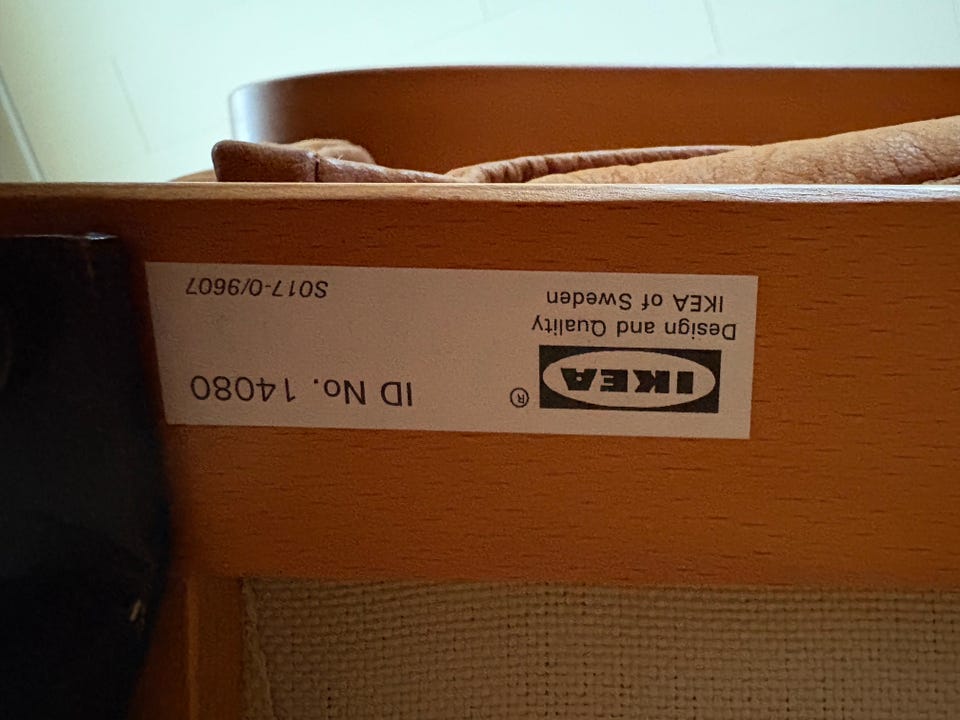 IKEA ®
Design and Quality
IKEA of Sweden
ID No. 14080
S017-0/9607